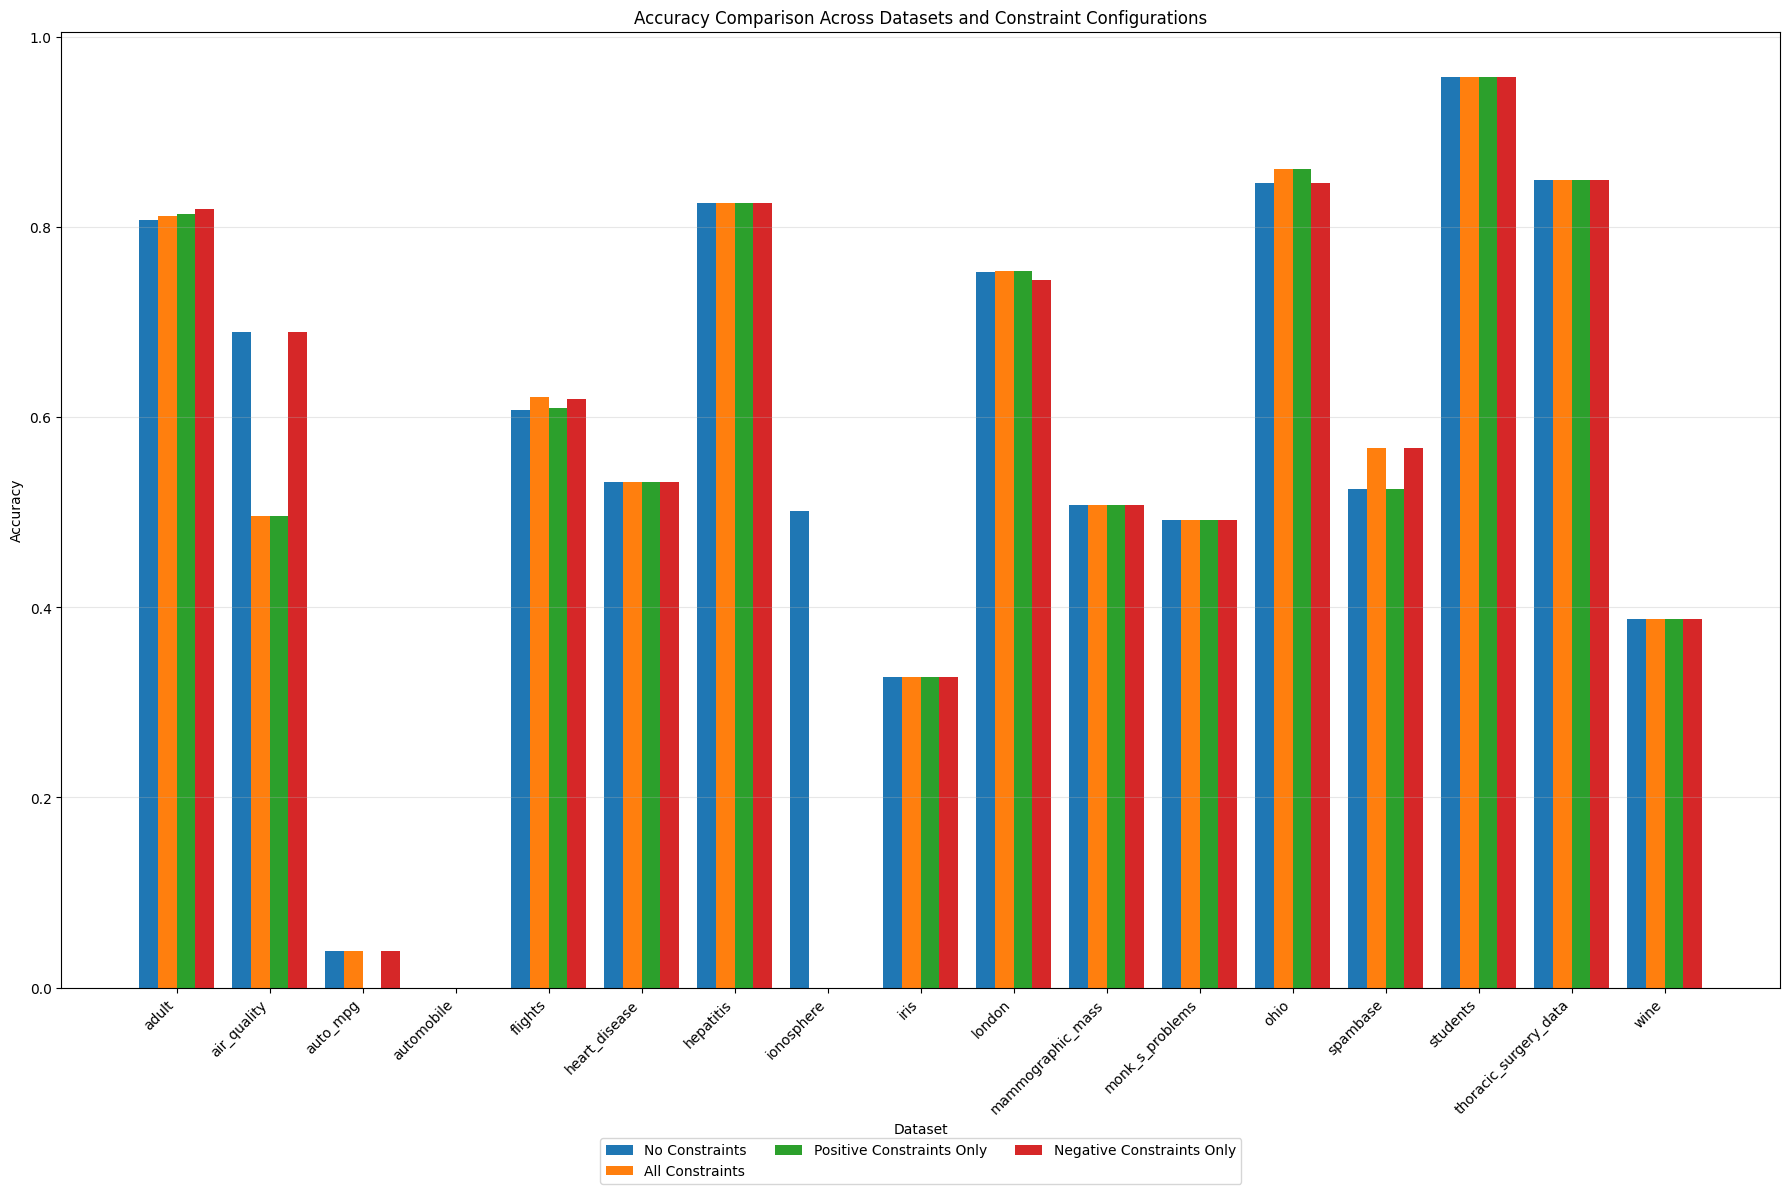 Accuracy Comparison Across Datasets and Constraint Configurations
1.0
0.8
0.6
0.4
0.2
0.0
Accuracy
adult
air_quality
auto_mpg
automobile
flights
heart_disease
hepatitis
ionosphere
iris
london
mammographic_mass
monk_s_problems
ohio
spambase
students
thoracic_surgery_data
wine
Dataset
No Constraints
All Constraints
Positive Constraints Only
Negative Constraints Only